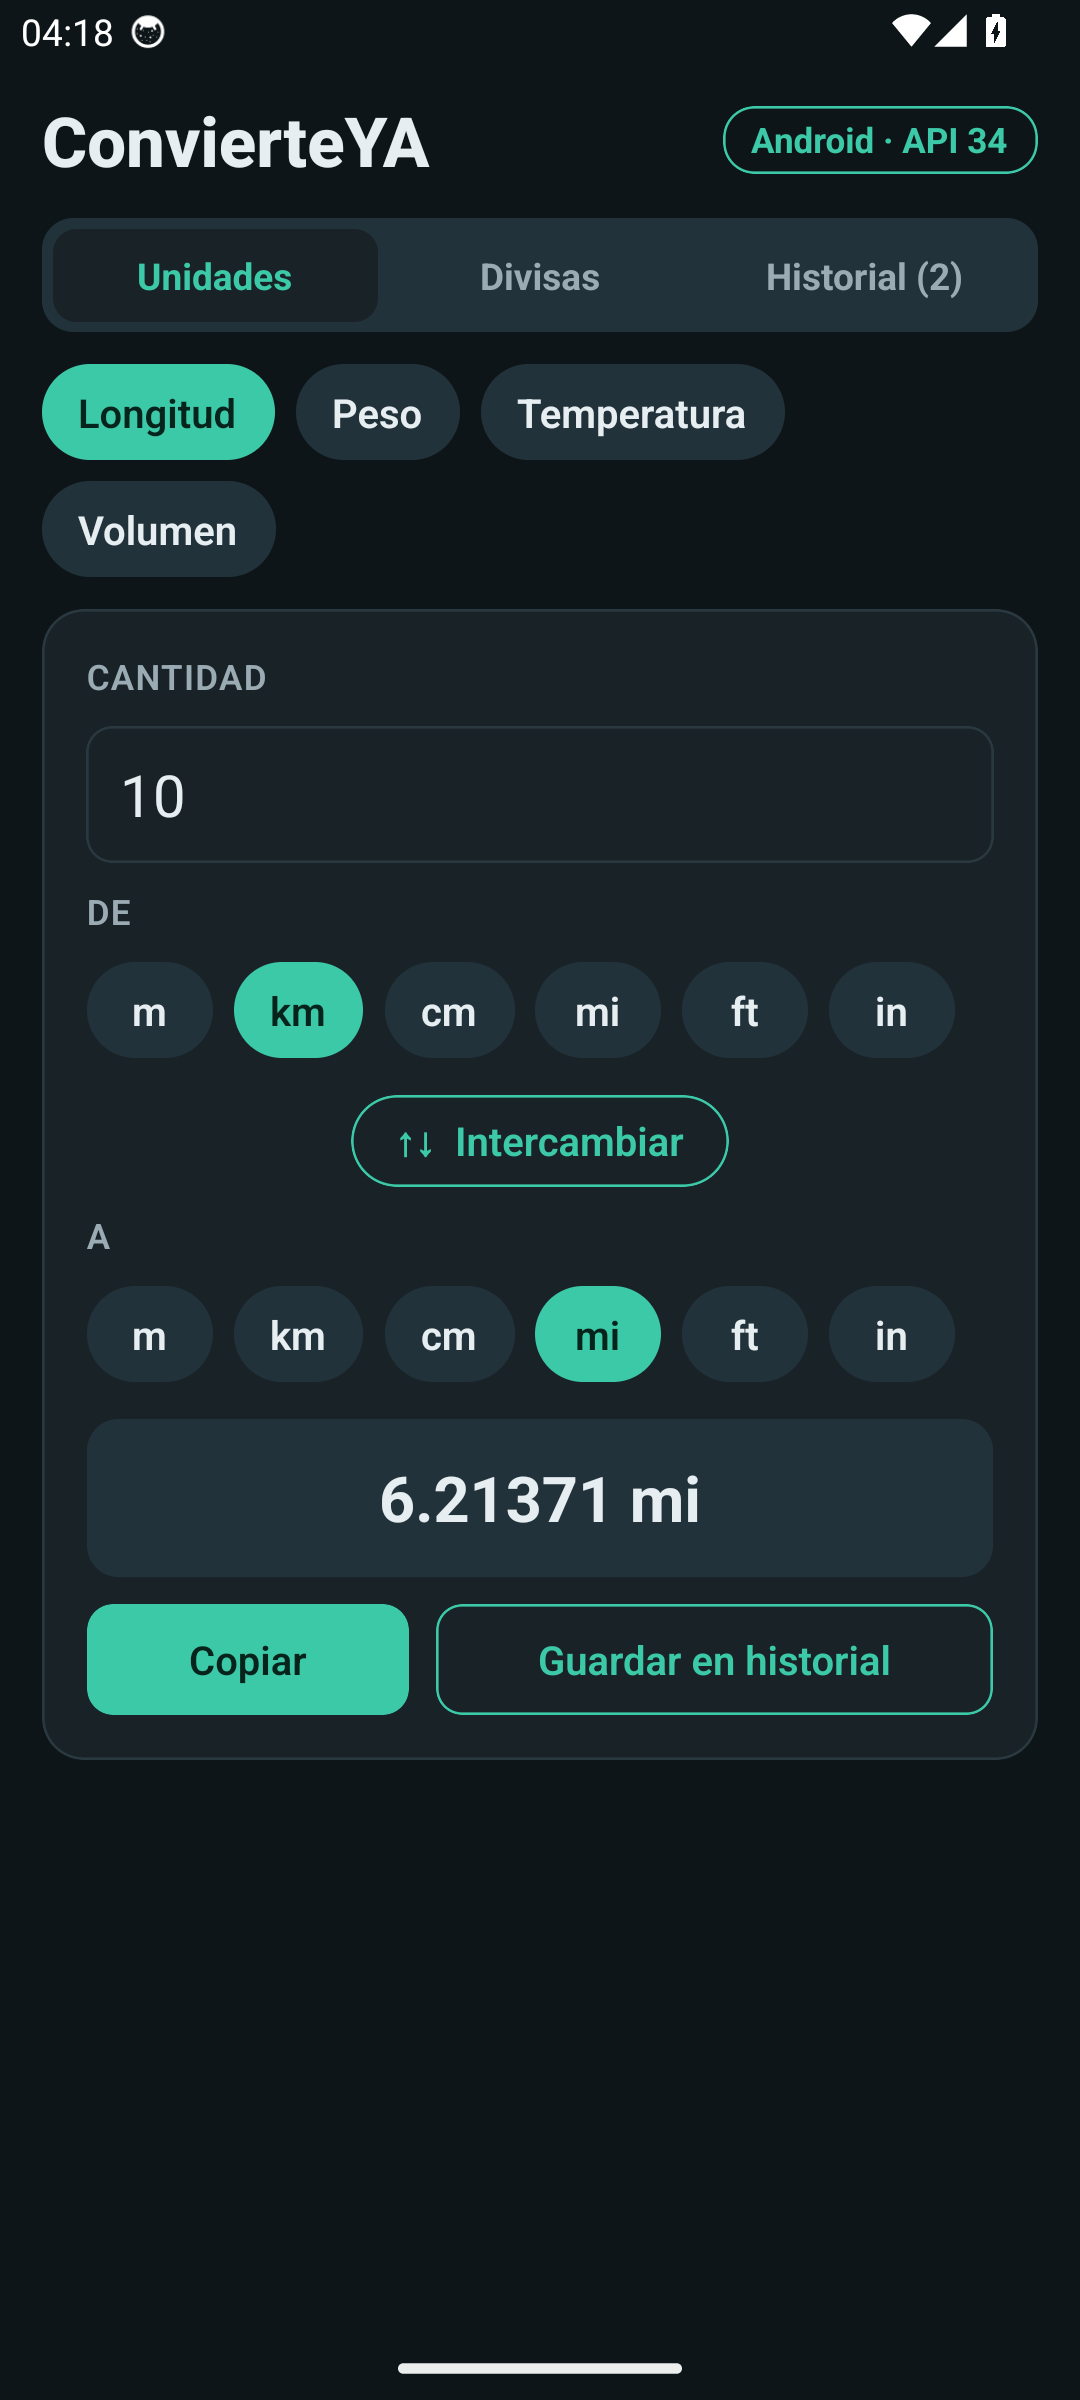 04:18
ConvierteYA
Android · API 34
Unidades Divisas Historial (2)
Longitud Peso Temperatura
Volumen
CANTIDAD
10
DE
m km cm mi ft in
↑↓ Intercambiar
A
m km cm mi ft in
6.21371 mi
Copiar Guardar en historial